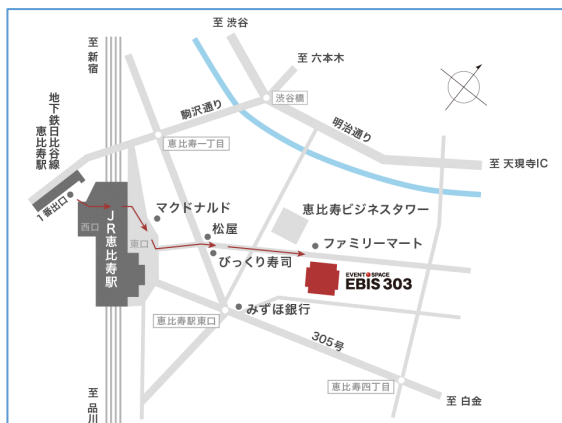 至 渋谷
至 六本木
至 新宿
渋谷橋
駒沢通り
明治通り
地下鉄日比谷線
恵比寿駅
恵比寿一丁目
至 天現寺IC
1番出口
マクドナルド
恵比寿ビジネスタワー
西口
JR恵比寿駅
東口
松屋
ファミリーマート
びっくり寿司
EVENT SPACE
EBIS 303
みずほ銀行
恵比寿駅東口
305号
恵比寿四丁目
至 品川
至 白金